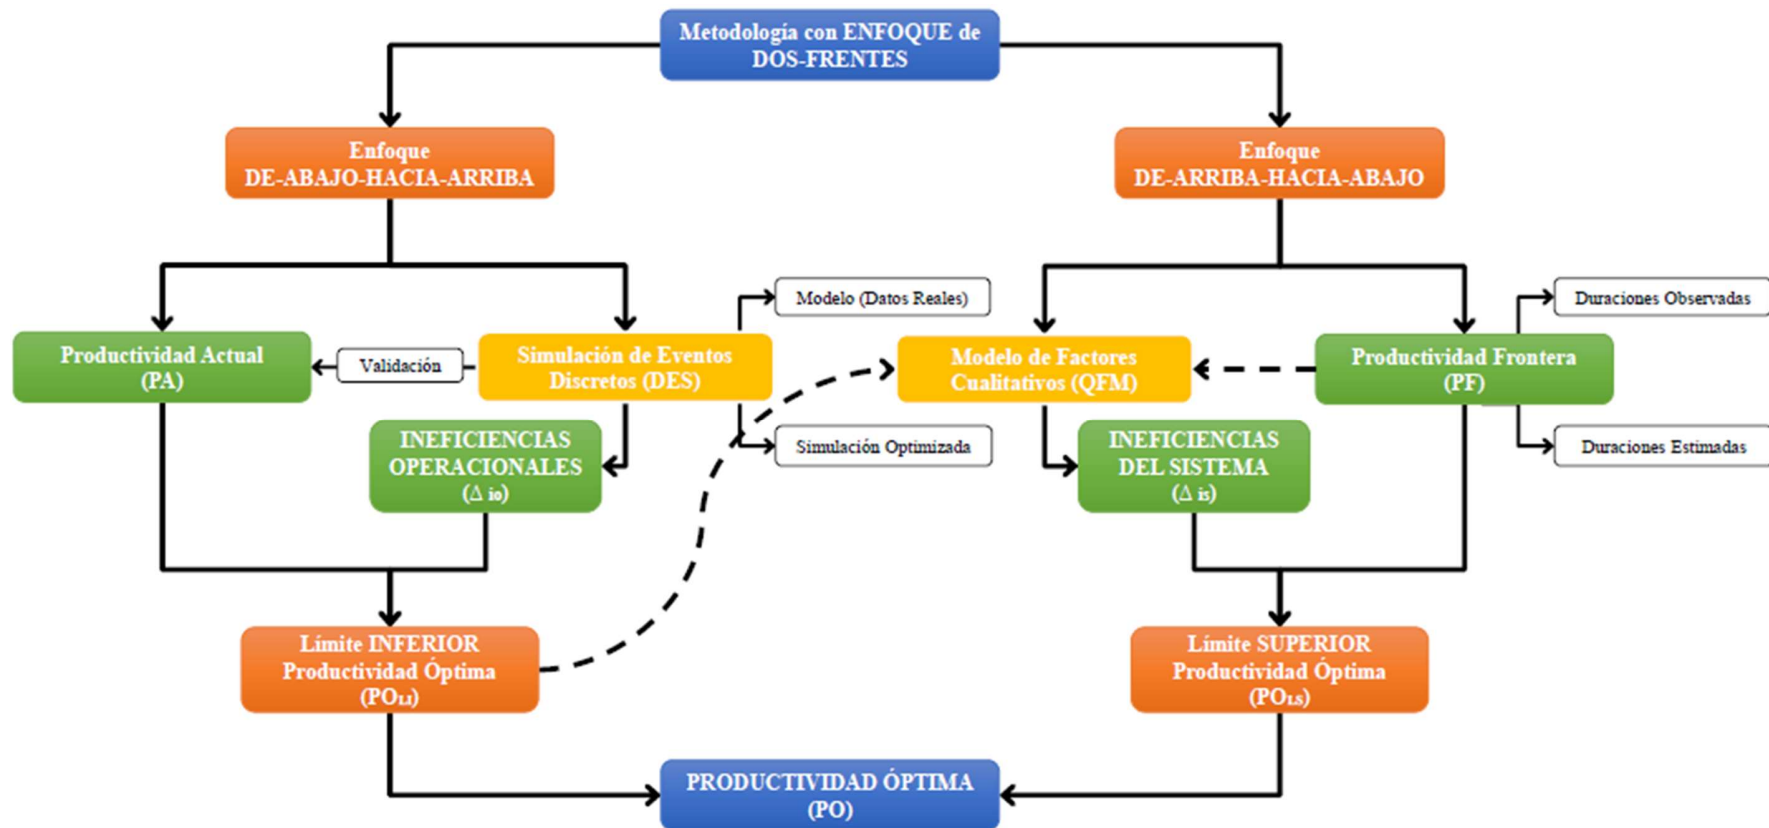 Metodología con ENFOQUE de
DOS-FRENTES
Enfoque
DE-ABAJO-HACIA-ARRIBA
Enfoque
DE-ARRIBA-HACIA-ABAJO
Modelo (Datos Reales)
Duraciones Observadas
Productividad Actual
(PA)
Validación
Simulación de Eventos
Discretos (DES)
Modelo de Factores
Cualitativos (QFM)
Productividad Frontera
(PF)
INEFICIENCIAS
OPERACIONALES
(Δ io)
Simulación Optimizada
INEFICIENCIAS
DEL SISTEMA
(Δ is)
Duraciones Estimadas
Límite INFERIOR
Productividad Óptima
(POLI)
Límite SUPERIOR
Productividad Óptima
(POLS)
PRODUCTIVIDAD ÓPTIMA
(PO)